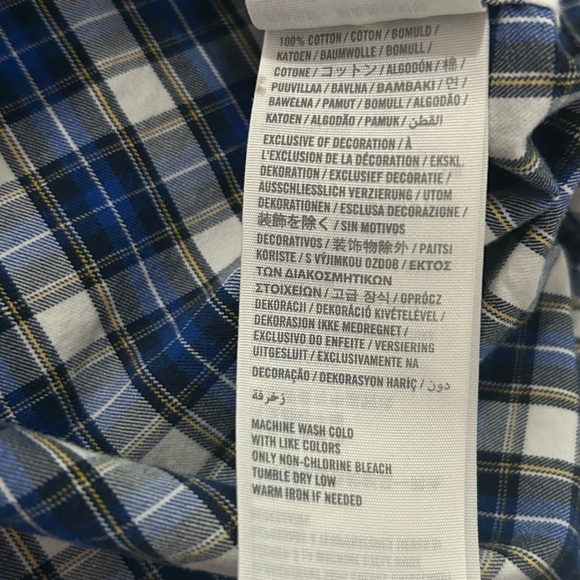 100% COTTON / COTON / BOMULD /
KATOEN / BAUMWOLLE / BOMULL /
COTONE / コットン / ALGODÓN / 棉 /
PUUVILLAA / BAVLNA / ΒΑΜΒΑΚΙ / 면 /
BAWEŁNA / PAMUT / BOMULL / ALGODÃO /
KATOEN / ALGODÃO / PAMUK / القطن
EXCLUSIVE OF DECORATION / À
L'EXCLUSION DE LA DÉCORATION / EKSKL.
DEKORATION / EXCLUSIEF DECORATIE /
AUSSCHLIESSLICH VERZIERUNG / UTOM
DEKORATIONEN / ESCLUSA DECORAZIONE /
装飾を除く / SIN MOTIVOS
DECORATIVOS / 装饰物除外 / PAITSI
KORISTE / S VÝJIMKOU OZDOB / ΕΚΤΟΣ
ΤΩΝ ΔΙΑΚΟΣΜΗΤΙΚΩΝ
ΣΤΟΙΧΕΙΩΝ / 고급 장식 / OPRÓCZ
DEKORACJI / DEKORÁCIÓ KIVÉTELÉVEL /
DEKORASJON IKKE MEDREGNET /
EXCLUSIVO DO ENFEITE / VERSIERING
UITGESLUIT / EXCLUSIVAMENTE NA
DECORAÇÃO / DEKORASYON HARİÇ / دون
زخرفة
MACHINE WASH COLD
WITH LIKE COLORS
ONLY NON-CHLORINE BLEACH
TUMBLE DRY LOW
WARM IRON IF NEEDED